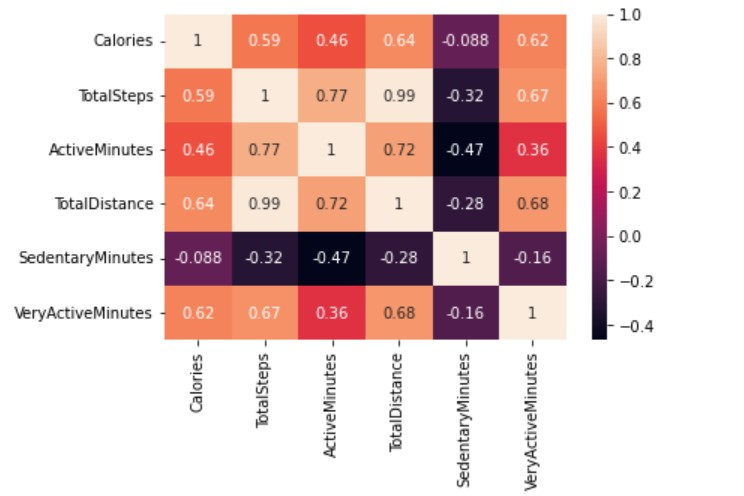 Calories 1 0.59 0.46 0.64 -0.088 0.62 1.0
TotalSteps 0.59 1 0.77 0.99 -0.32 0.67 0.8
ActiveMinutes 0.46 0.77 1 0.72 -0.47 0.36 0.6
TotalDistance 0.64 0.99 0.72 1 -0.28 0.68 0.4
SedentaryMinutes -0.088 -0.32 -0.47 -0.28 1 -0.16 0.2
VeryActiveMinutes 0.62 0.67 0.36 0.68 -0.16 1 0.0
−0.2
−0.4
Calories
TotalSteps
ActiveMinutes
TotalDistance
SedentaryMinutes
VeryActiveMinutes